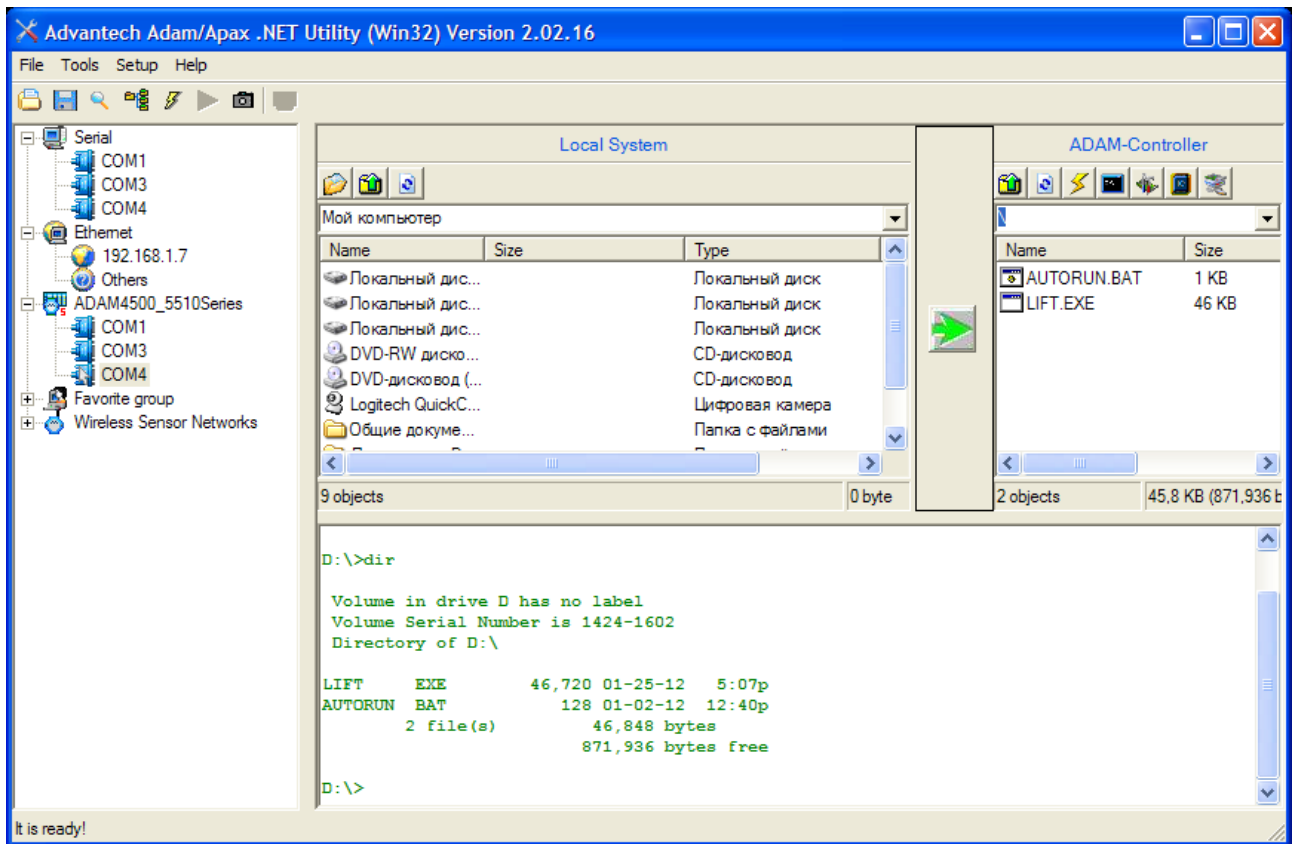 Advantech Adam/Apax .NET Utility (Win32) Version 2.02.16
File Tools Setup Help
Serial
COM1
COM3
COM4
Ethernet
192.168.1.7
Others
ADAM4500_5510Series
COM1
COM3
COM4
Favorite group
Wireless Sensor Networks
Local System
Мой компьютер
Name Size Type
Локальный дис... Локальный диск
Локальный дис... Локальный диск
Локальный дис... Локальный диск
DVD-RW диско... CD-дисковод
DVD-дисковод (... CD-дисковод
Logitech QuickC... Цифровая камера
Общие докуме... Папка с файлами
9 objects 0 byte
ADAM-Controller
\
Name Size
AUTORUN.BAT 1 KB
LIFT.EXE 46 KB
2 objects 45,8 KB (871,936 b
D:\>dir
Volume in drive D has no label
Volume Serial Number is 1424-1602
Directory of D:\
LIFT EXE 46,720 01-25-12 5:07p
AUTORUN BAT 128 01-02-12 12:40p
2 file(s) 46,848 bytes
871,936 bytes free
D:\>
It is ready!